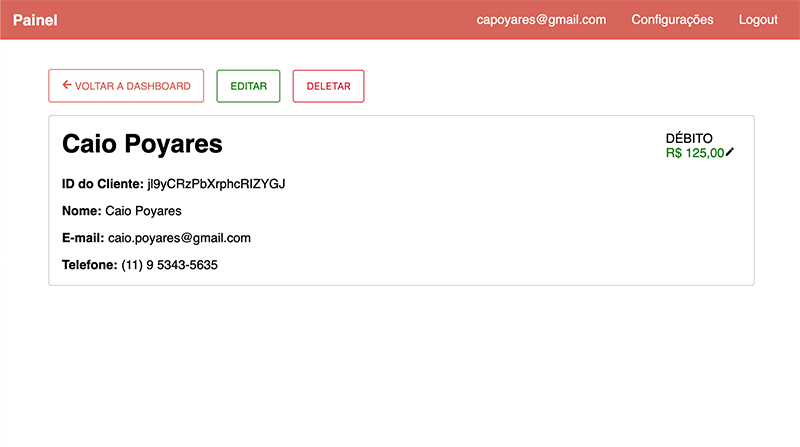 Painel capoyares@gmail.com Configurações Logout
VOLTAR A DASHBOARD EDITAR DELETAR
Caio Poyares
DÉBITO
R$ 125,00
ID do Cliente: jl9yCRzPbXrphcRIZYGJ
Nome: Caio Poyares
E-mail: caio.poyares@gmail.com
Telefone: (11) 9 5343-5635